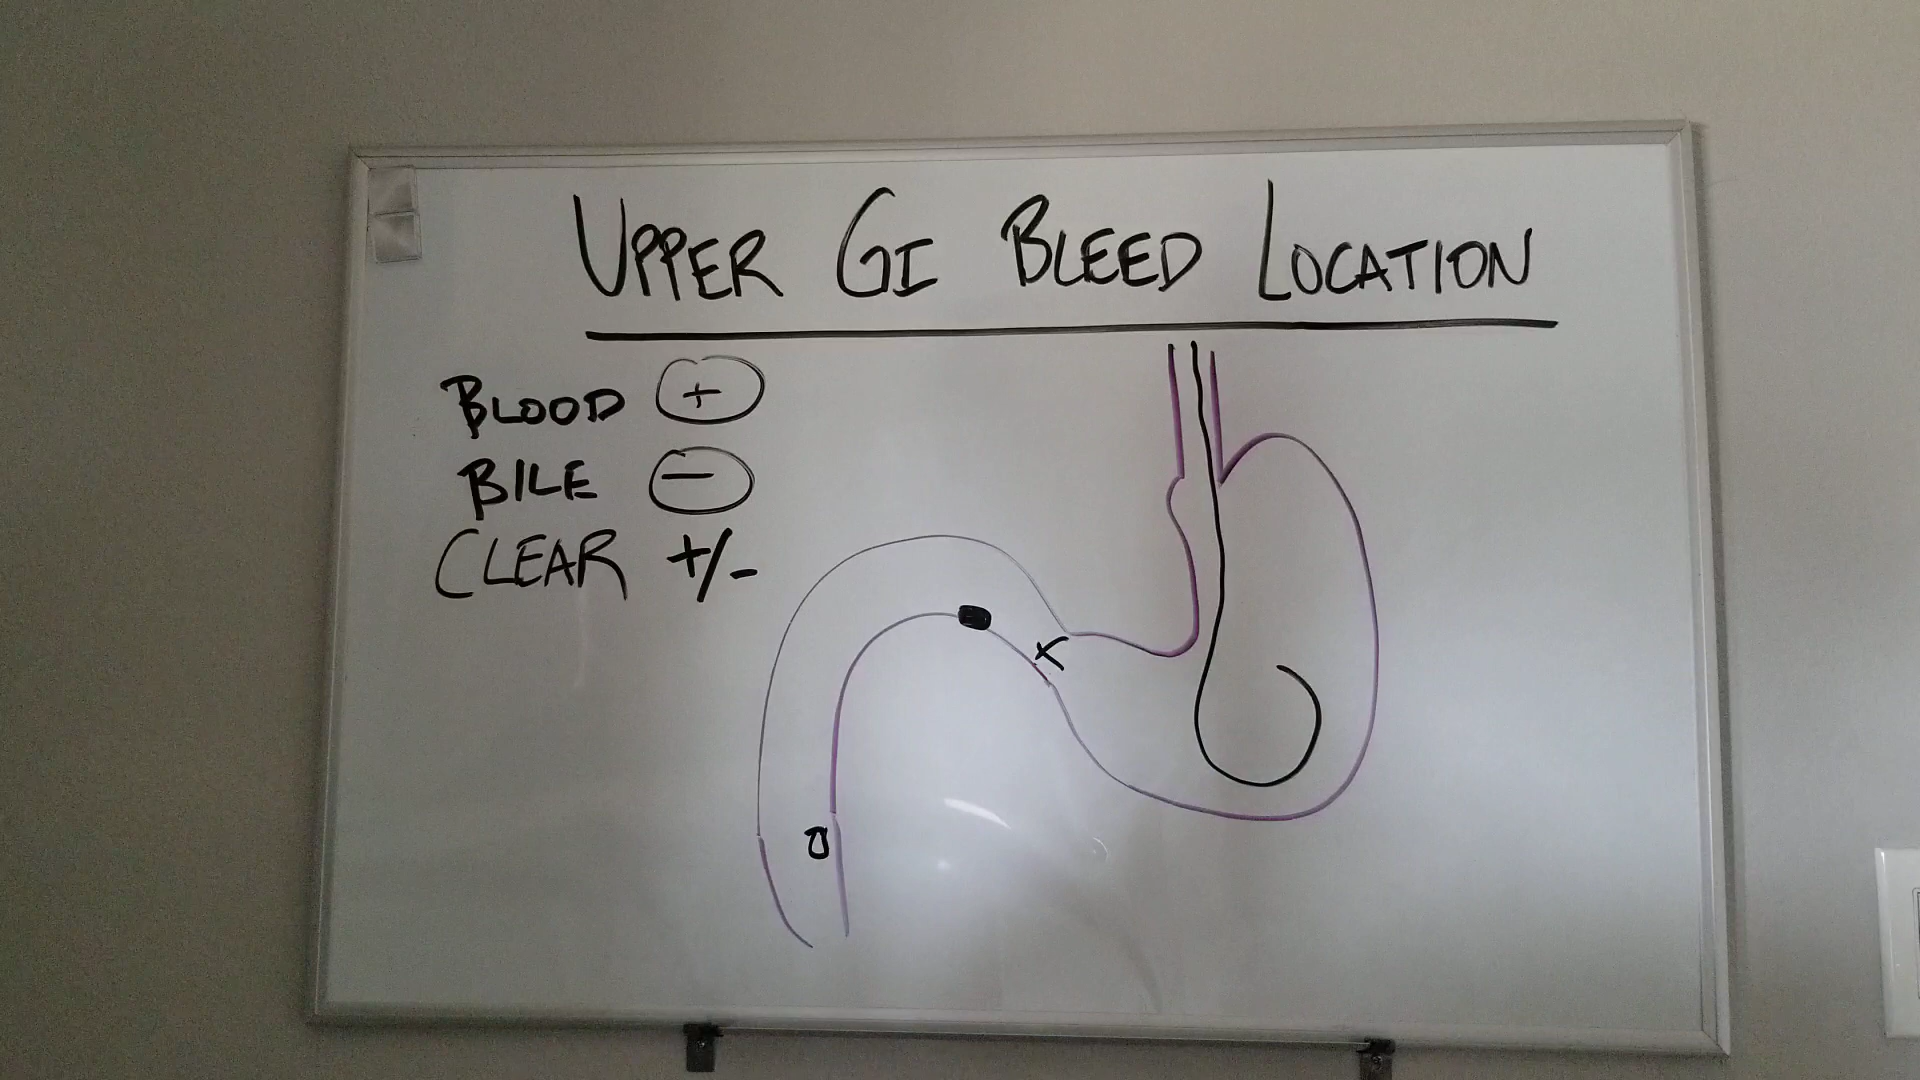 UPPER GI BLEED LOCATION
BLOOD +
BILE -
CLEAR +/-